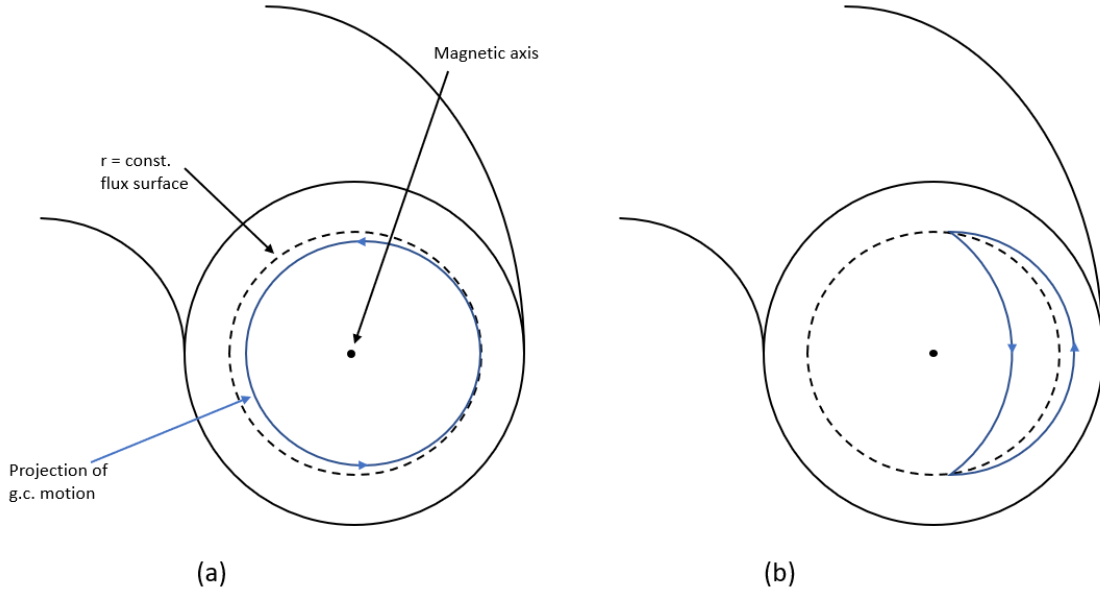 Magnetic axis
r = const.
flux surface
Projection of
g.c. motion
(a)
(b)